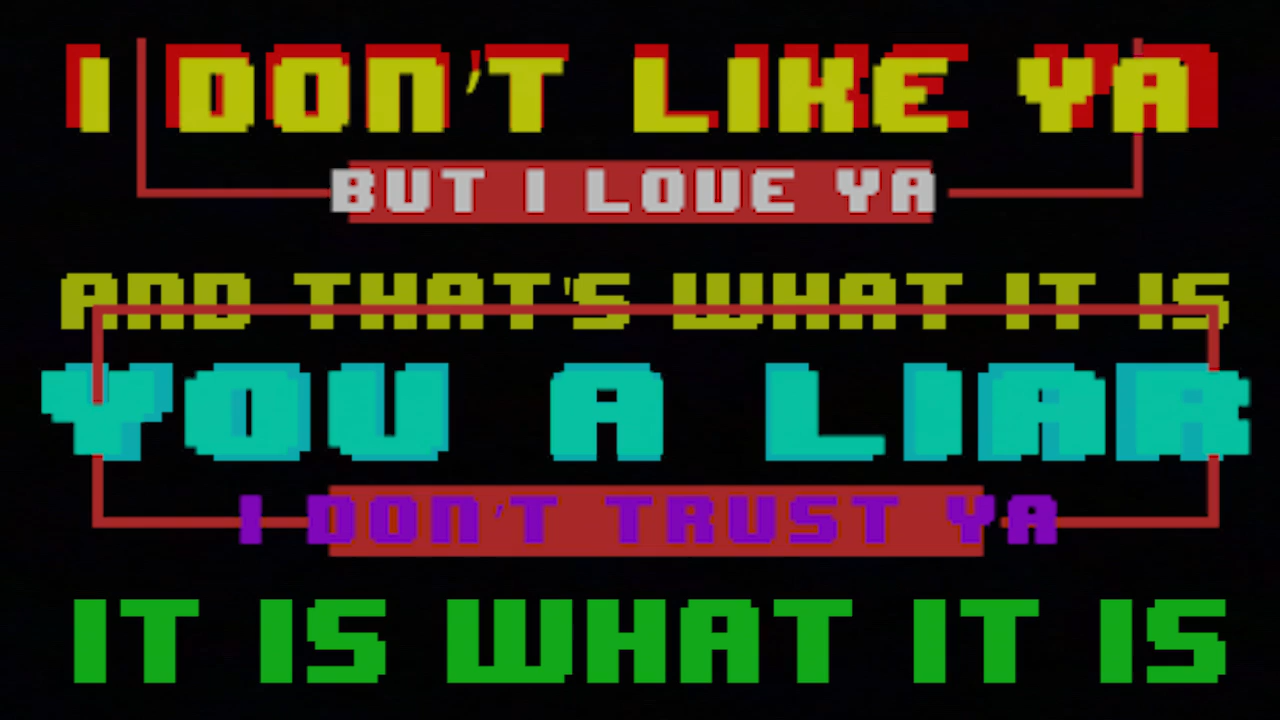 I DON'T LIKE YA
BUT I LOVE YA
AND THAT'S WHAT IT IS
YOU A LIAR
I DON'T TRUST YA
IT IS WHAT IT IS